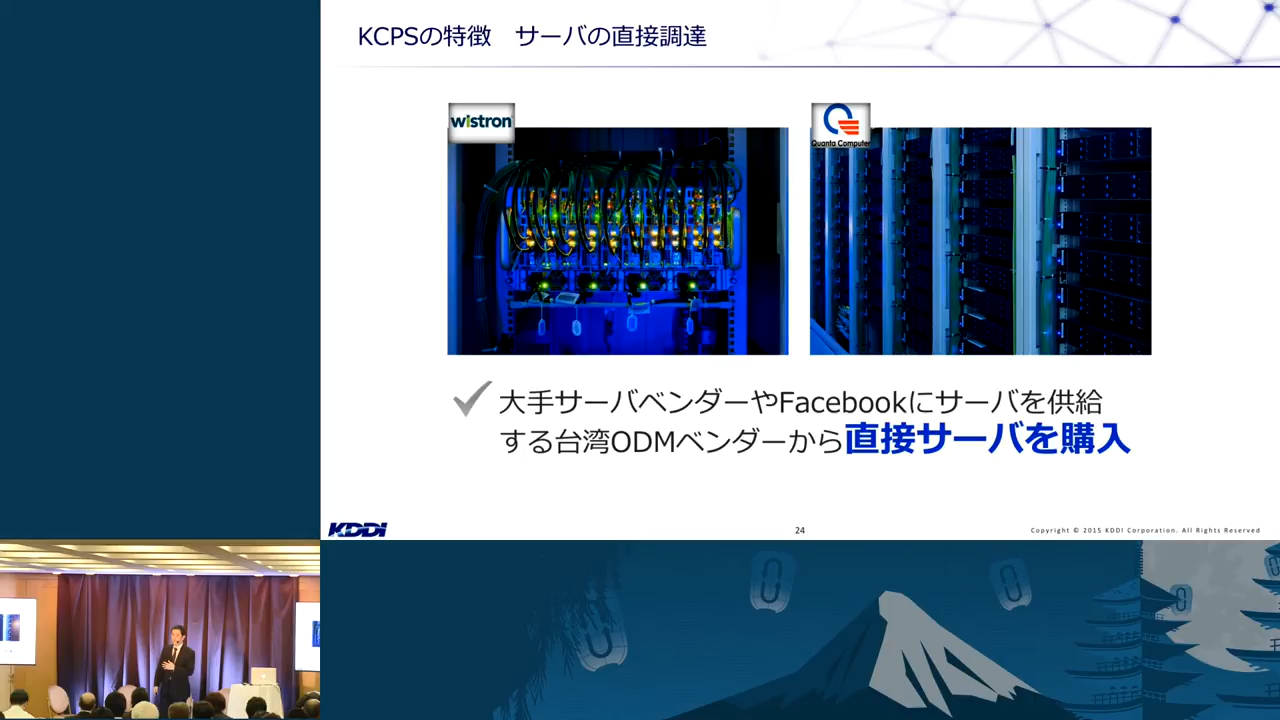 KCPSの特徴 サーバの直接調達
wistron
Quanta Computer
大手サーバベンダーやFacebookにサーバを供給
する台湾ODMベンダーから直接サーバを購入
KDDI
24
Copyright © 2015 KDDI Corporation. All Rights Reserved